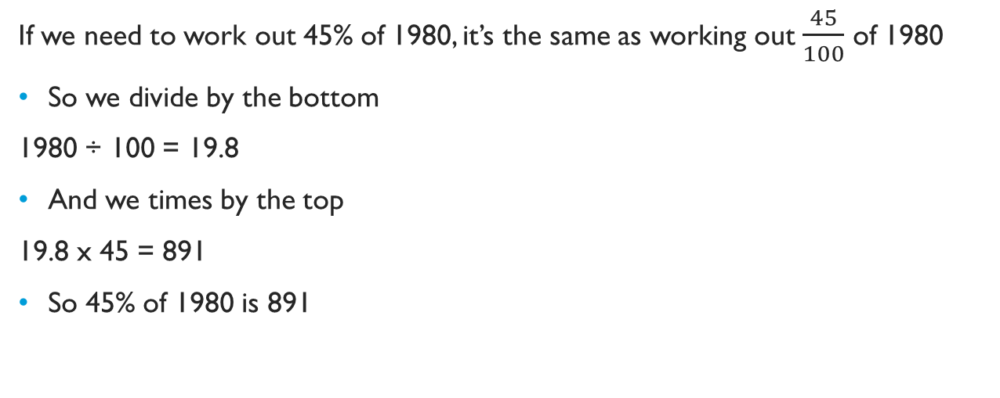 If we need to work out 45% of 1980, it’s the same as working out 45/100 of 1980
• So we divide by the bottom
1980 ÷ 100 = 19.8
• And we times by the top
19.8 x 45 = 891
• So 45% of 1980 is 891